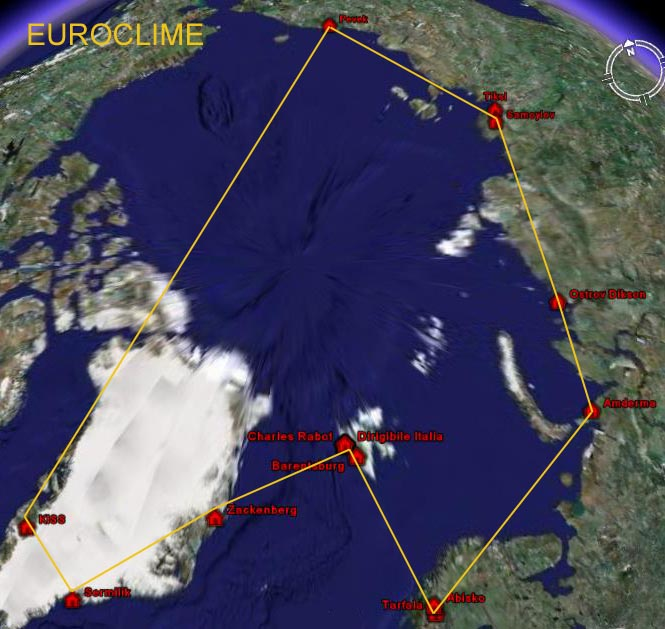 EUROCLIME
Pevek
N
Tiksi
Samoylov
Ostrov Dikson
Amderma
Charles Rabot
Dirigibile Italia
Barentsburg
Zackenberg
KISS
Sermilik
Tarfala
Abisko